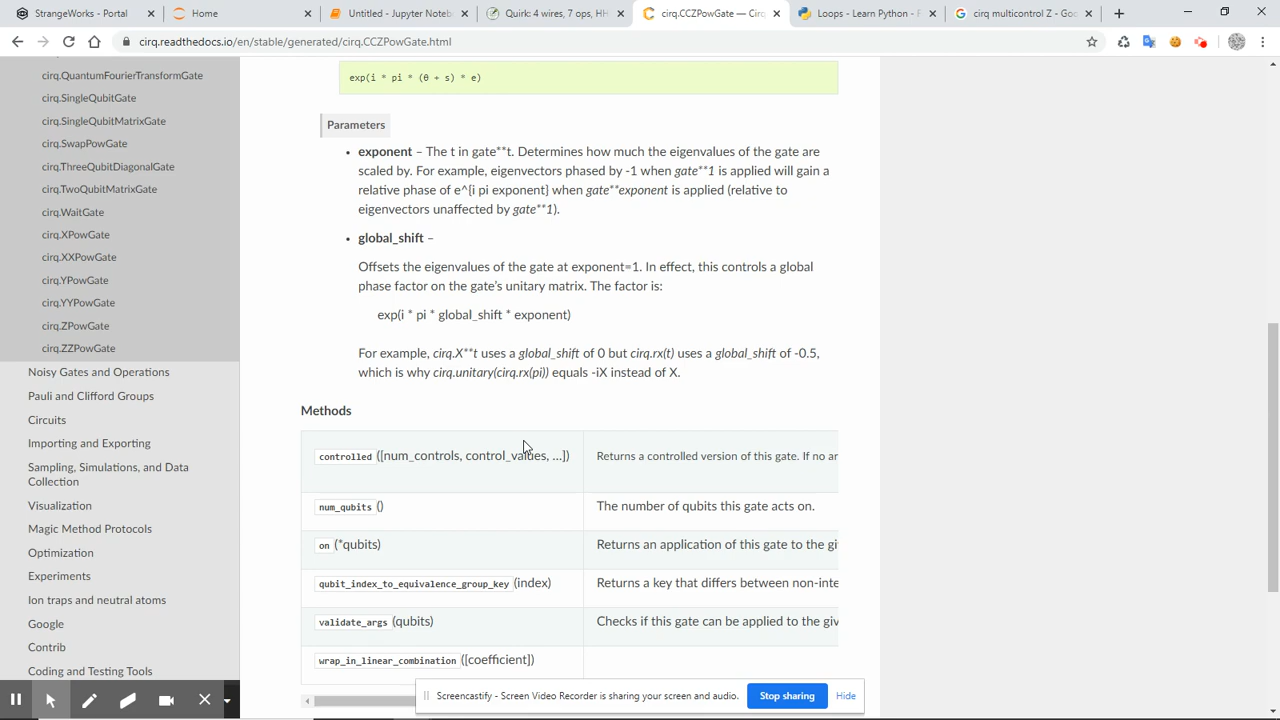 StrangeWorks - Portal
Home
Untitled - Jupyter Noteb
Quirk: 4 wires, 7 ops, HH
cirq.CCZPowGate — Cirq
Loops - Learn Python - F
cirq multicontrol Z - Goo
cirq.readthedocs.io/en/stable/generated/cirq.CCZPowGate.html
cirq.QuantumFourierTransformGate
cirq.SingleQubitGate
cirq.SingleQubitMatrixGate
cirq.SwapPowGate
cirq.ThreeQubitDiagonalGate
cirq.TwoQubitMatrixGate
cirq.WaitGate
cirq.XPowGate
cirq.XXPowGate
cirq.YPowGate
cirq.YYPowGate
cirq.ZPowGate
cirq.ZZPowGate
Noisy Gates and Operations
Pauli and Clifford Groups
Circuits
Importing and Exporting
Sampling, Simulations, and Data
Collection
Visualization
Magic Method Protocols
Optimization
Experiments
Ion traps and neutral atoms
Google
Contrib
Coding and Testing Tools
exp(i * pi * (θ + s) * e)
Parameters
• exponent – The t in gate**t. Determines how much the eigenvalues of the gate are
scaled by. For example, eigenvectors phased by -1 when gate**1 is applied will gain a
relative phase of e^{i pi exponent} when gate**exponent is applied (relative to
eigenvectors unaffected by gate**1).
• global_shift –
Offsets the eigenvalues of the gate at exponent=1. In effect, this controls a global
phase factor on the gate's unitary matrix. The factor is:
exp(i * pi * global_shift * exponent)
For example, cirq.X**t uses a global_shift of 0 but cirq.rx(t) uses a global_shift of -0.5,
which is why cirq.unitary(cirq.rx(pi)) equals -iX instead of X.
Methods
controlled ([num_controls, control_values, ...]) Returns a controlled version of this gate. If no ar
num_qubits () The number of qubits this gate acts on.
on (*qubits) Returns an application of this gate to the gi
qubit_index_to_equivalence_group_key (index) Returns a key that differs between non-inte
validate_args (qubits) Checks if this gate can be applied to the giv
wrap_in_linear_combination ([coefficient])
Screencastify - Screen Video Recorder is sharing your screen and audio. Stop sharing Hide